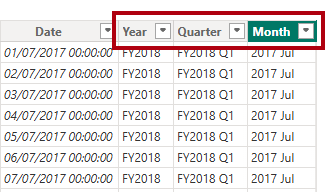 Date Year Quarter Month
01/07/2017 00:00:00 FY2018 FY2018 Q1 2017 Jul
02/07/2017 00:00:00 FY2018 FY2018 Q1 2017 Jul
03/07/2017 00:00:00 FY2018 FY2018 Q1 2017 Jul
04/07/2017 00:00:00 FY2018 FY2018 Q1 2017 Jul
05/07/2017 00:00:00 FY2018 FY2018 Q1 2017 Jul
06/07/2017 00:00:00 FY2018 FY2018 Q1 2017 Jul
07/07/2017 00:00:00 FY2018 FY2018 Q1 2017 Jul